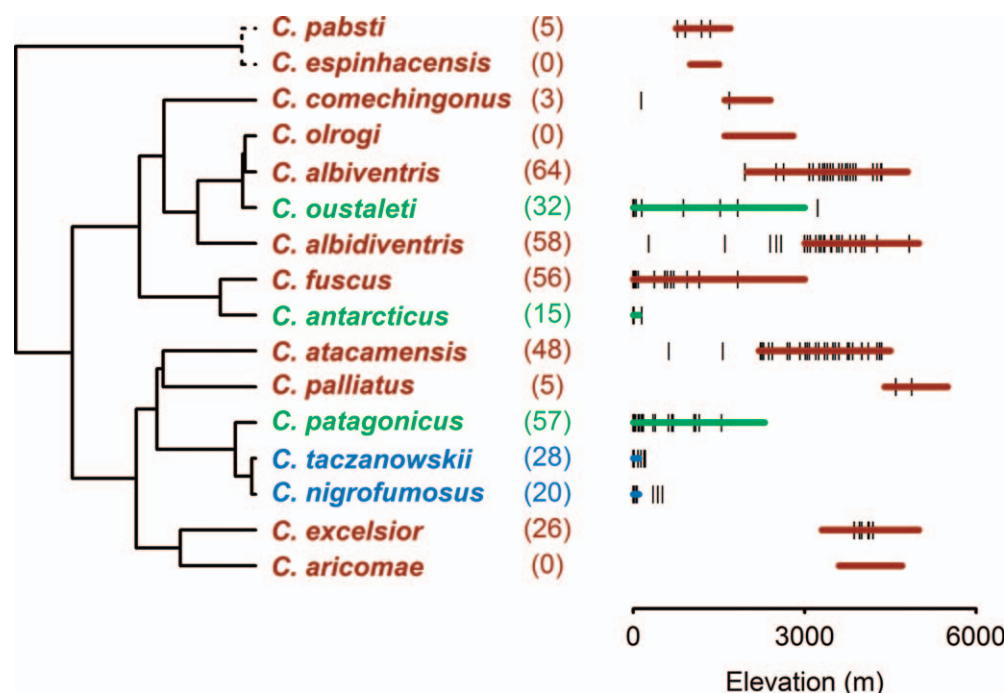 C. pabsti (5)
C. espinhacensis (0)
C. comechingonus (3)
C. olrogi (0)
C. albiventris (64)
C. oustaleti (32)
C. albidiventris (58)
C. fuscus (56)
C. antarcticus (15)
C. atacamensis (48)
C. palliatus (5)
C. patagonicus (57)
C. taczanowskii (28)
C. nigrofumosus (20)
C. excelsior (26)
C. aricomae (0)
0 3000 6000
Elevation (m)